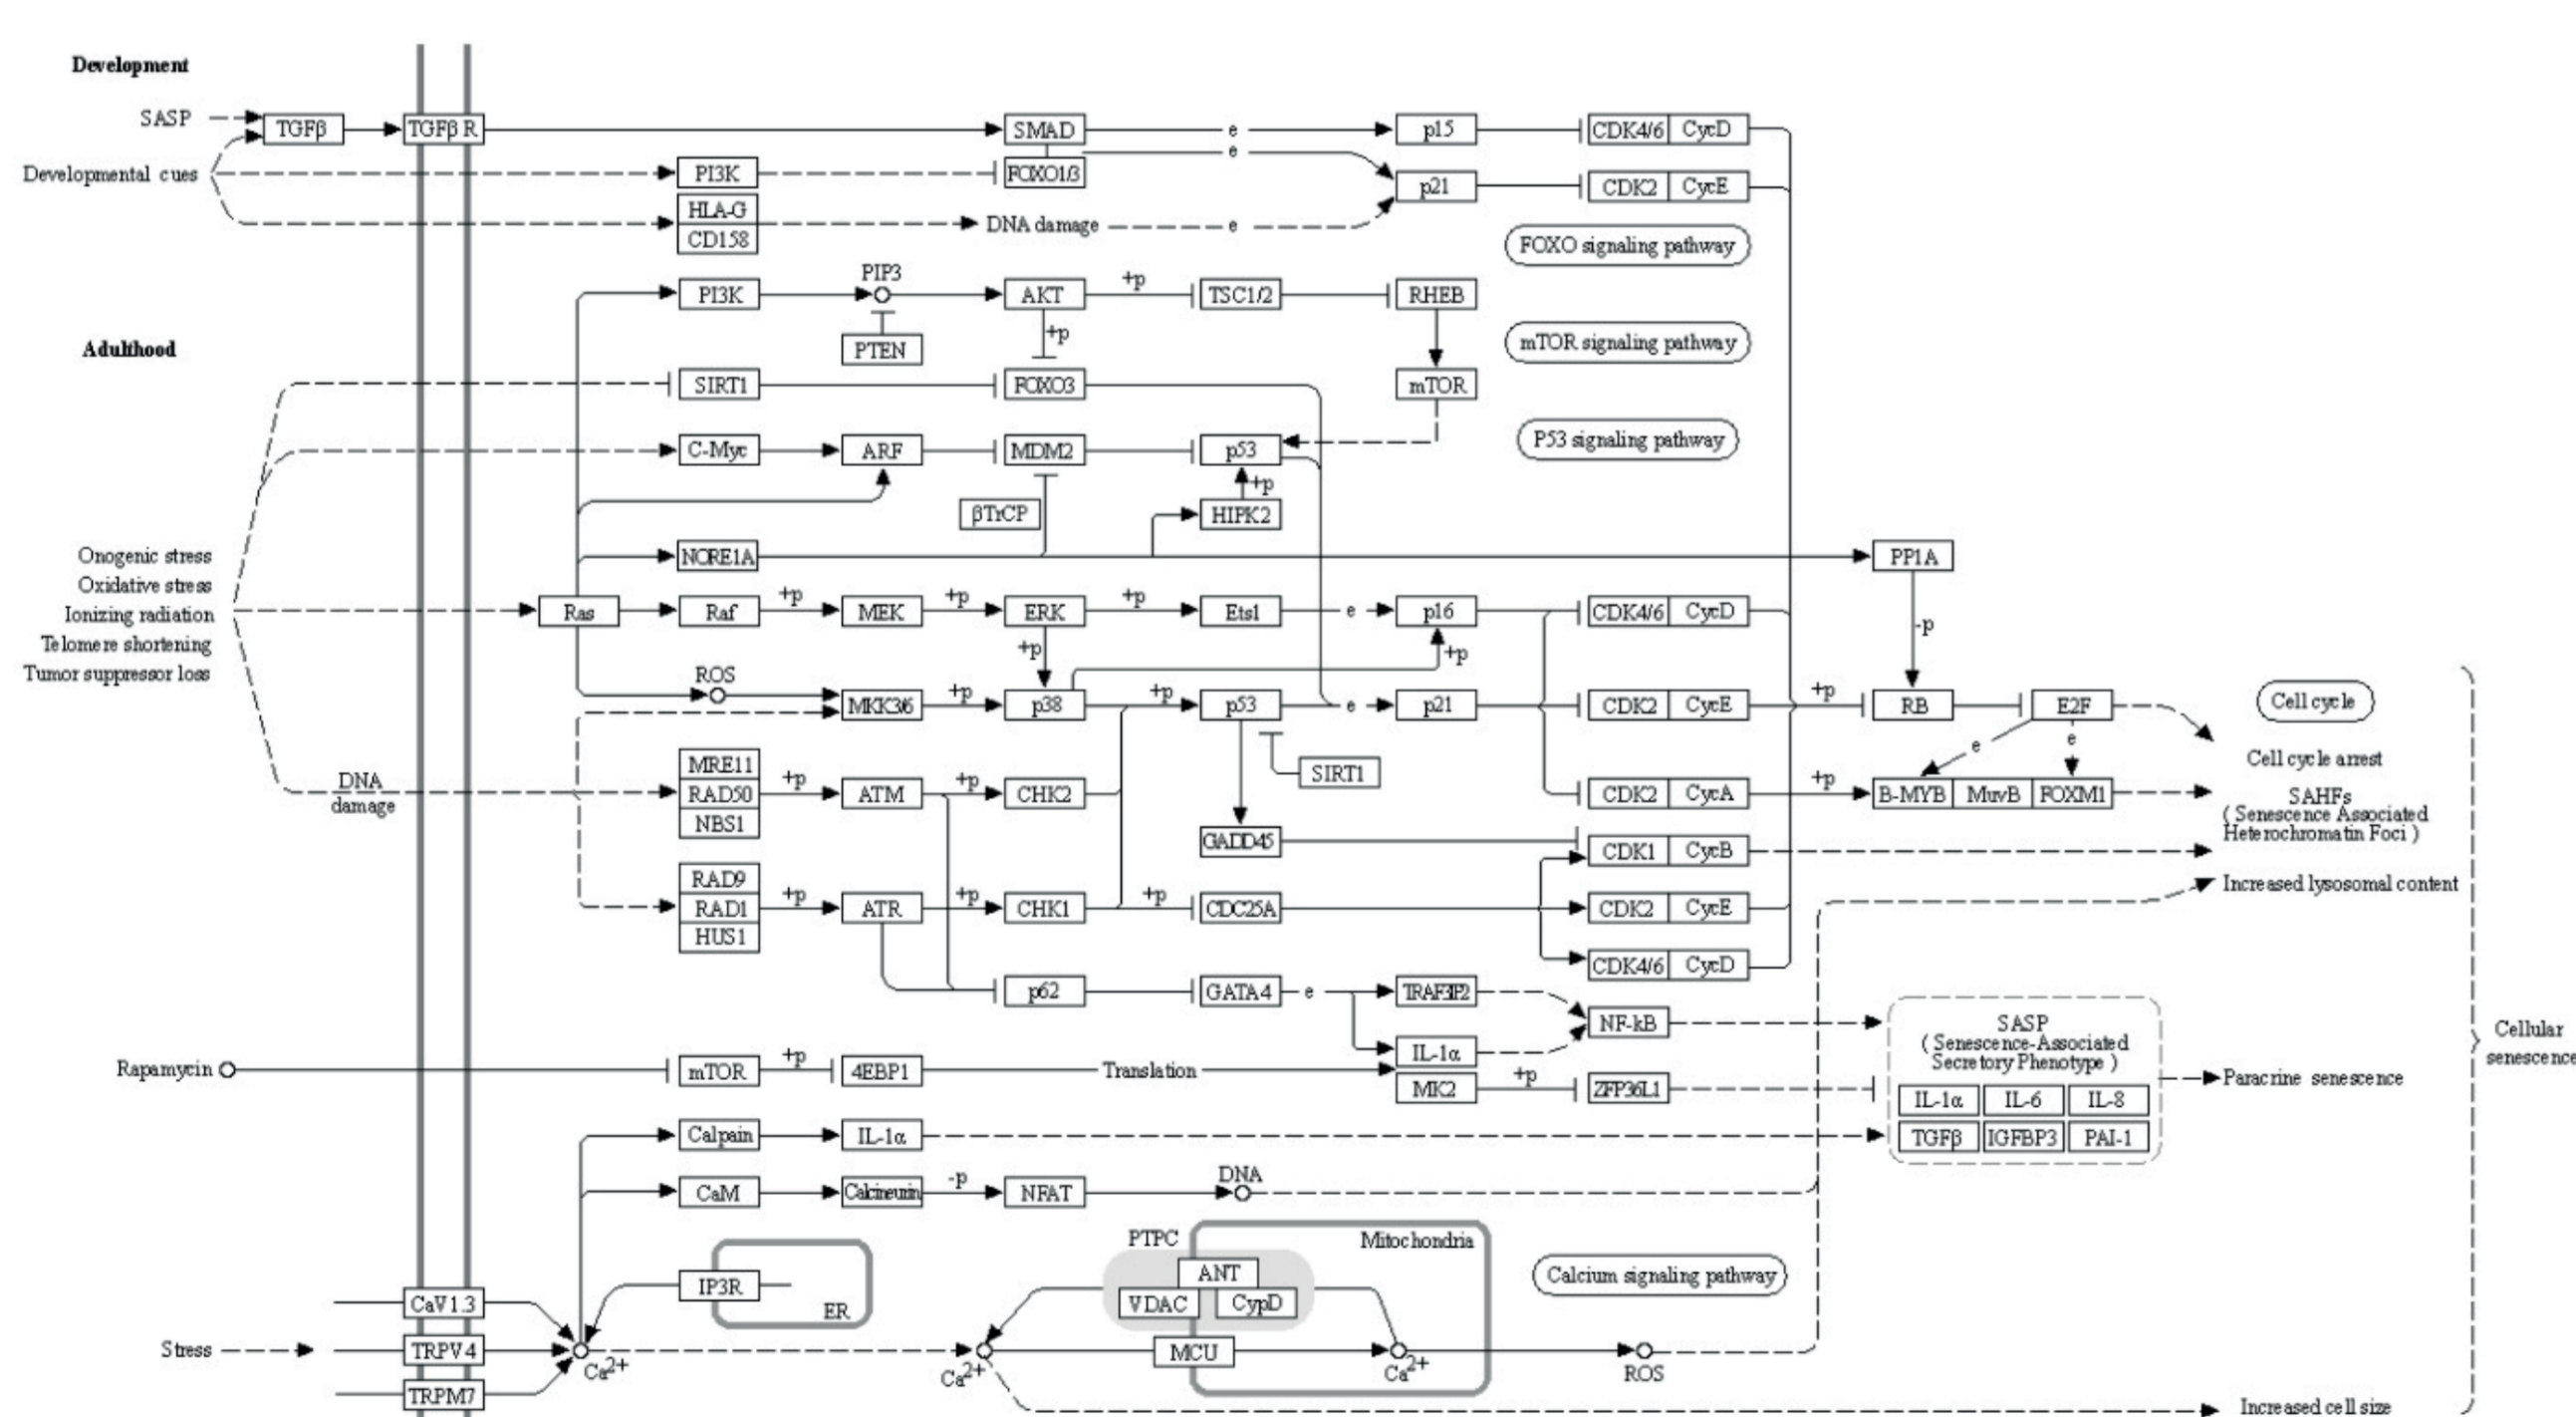 Development
SASP
TGFβ
TGFβ R
SMAD
e
p15
CDK4/6 CycD
e
Developmental cues
PI3K
FOXO1/3
p21
CDK2 CycE
HLA-G
CD158
DNA damage
e
FOXO signaling pathway
PIP3
PI3K
AKT
+p
TSC1/2
RHEB
PTEN
+p
mTOR signaling pathway
Adulthood
SIRT1
FOXO3
mTOR
C-Myc
ARF
MDM2
p53
P53 signaling pathway
+p
βTrCP
HIPK2
NORE1A
PP1A
Onogenic stress
Oxidative stress
Ionizing radiation
Telomere shortening
Tumor suppressor loss
Ras
Raf
+p
MEK
+p
ERK
+p
Ets1
e
p16
CDK4/6 CycD
-p
+p
+p
ROS
MKK3/6
+p
p38
+p
p53
e
p21
CDK2 CycE
+p
RB
E2F
Cell cycle
e
e
Cell cycle arrest
SIRT1
DNA
damage
MRE11
RAD50
NBS1
+p
ATM
+p
CHK2
CDK2 CycA
+p
B-MYB MuvB FOXM1
SAHFs
( Senescence Associated
Heterochromatin Foci )
GADD45
CDK1 CycB
Increased lysosomal content
RAD9
RAD1
HUS1
+p
ATR
+p
CHK1
+p
CDC25A
CDK2 CycE
CDK4/6 CycD
p62
GATA4
e
TRAF3IP2
NF-kB
IL-1α
SASP
( Senescence-Associated
Secretory Phenotype )
Cellular
senescence
Rapamycin
mTOR
+p
4EBP1
Translation
MK2
+p
ZFP36L1
IL-1α IL-6 IL-8
TGFβ IGFBP3 PAI-1
Paracrine senescence
Calpain
IL-1α
CaM
Calcineurin
-p
NFAT
DNA
PTPC
Mitochondria
ANT
VDAC
CypD
MCU
Calcium signaling pathway
IP3R
ER
CaV1.3
Stress
TRPV4
TRPM7
Ca2+
Ca2+
Ca2+
ROS
Increased cell size